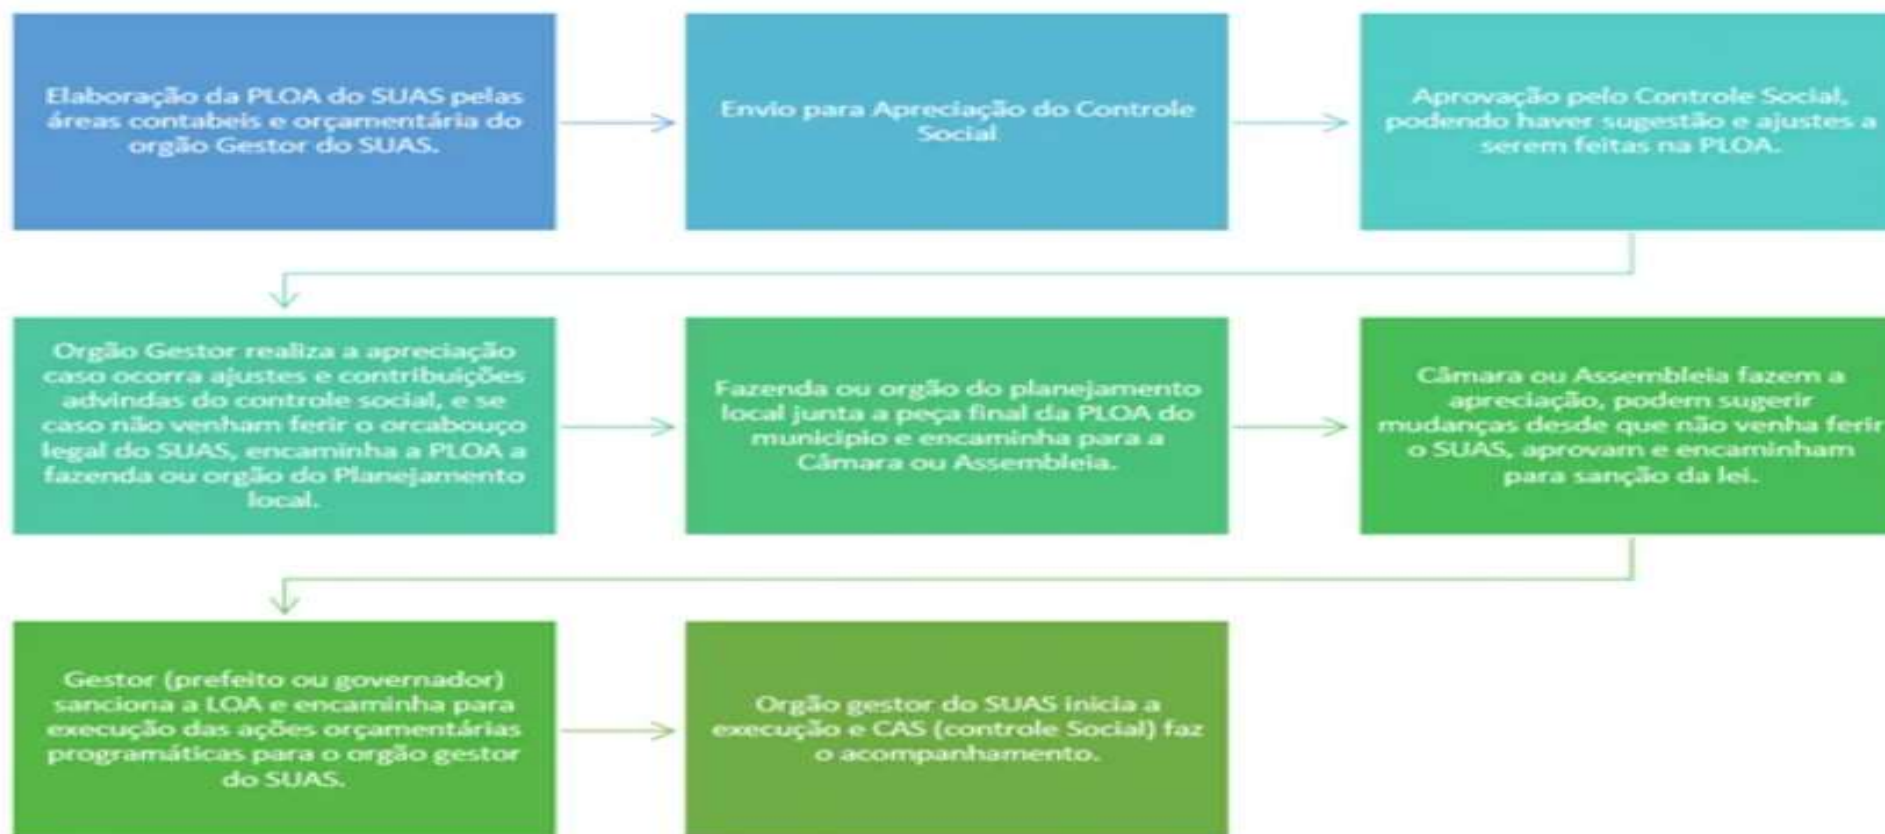 Elaboração da PLOA do SUAS pelas
áreas contabeis e orçamentária do
orgão Gestor do SUAS.
Envio para Apreciação do Controle
Social
Aprovação pelo Controle Social,
podendo haver sugestão e ajustes a
serem feitas na PLOA.
Orgão Gestor realiza a apreciação
caso ocorra ajustes e contribuições
advindas do controle social, e se
caso não venham ferir o orcabouço
legal do SUAS, encaminha a PLOA a
fazenda ou orgão do Planejamento
local.
Fazenda ou orgão do planejamento
local junta a peça final da PLOA do
municipio e encaminha para a
Câmara ou Assembleia.
Câmara ou Assembleia fazem a
apreciação, podem sugerir
mudanças desde que não venha ferir
o SUAS, aprovam e encaminham
para sanção da lei.
Gestor (prefeito ou governador)
sanciona a LOA e encaminha para
execução das ações orçamentárias
programáticas para o orgão gestor
do SUAS.
Orgão gestor do SUAS inicia a
execução e CAS (controle Social) faz
o acompanhamento.